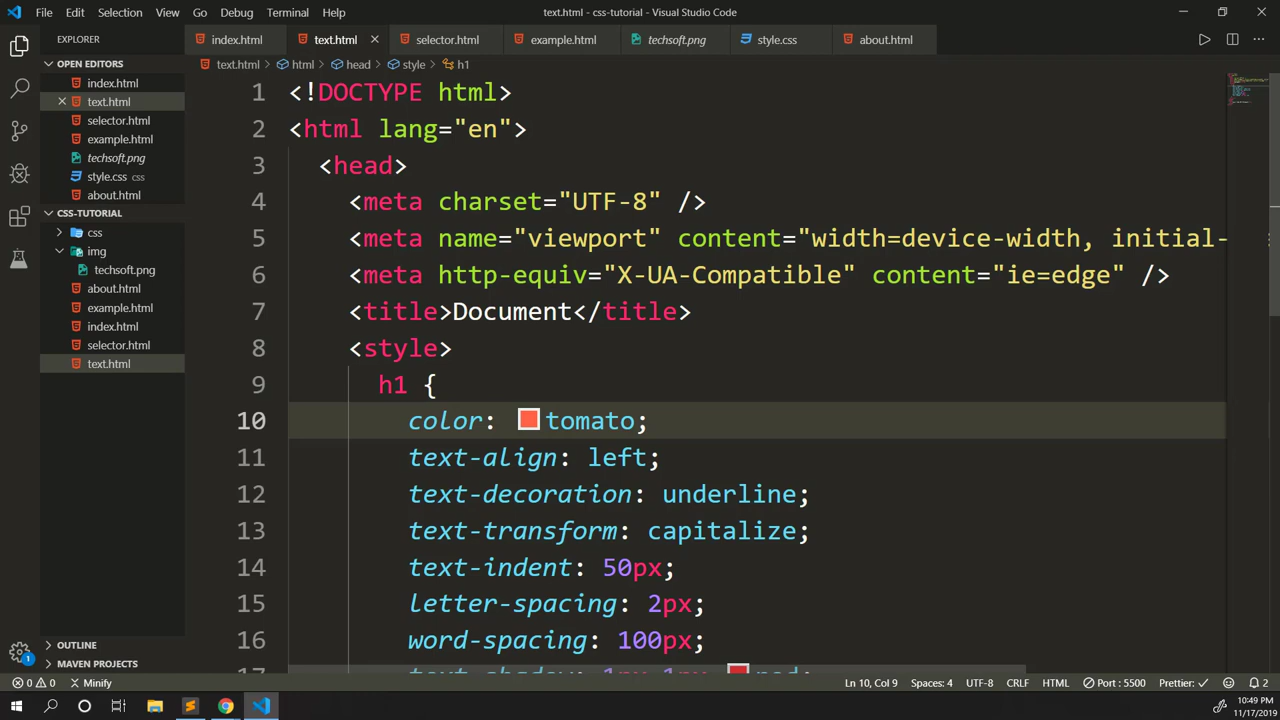 File Edit Selection View Go Debug Terminal Help text.html - css-tutorial - Visual Studio Code
EXPLORER
index.html text.html selector.html example.html techsoft.png style.css about.html
OPEN EDITORS
index.html
text.html
selector.html
example.html
techsoft.png
style.css css
about.html
CSS-TUTORIAL
css
img
techsoft.png
about.html
example.html
index.html
selector.html
text.html
OUTLINE
MAVEN PROJECTS
text.html html head style h1
1 <!DOCTYPE html>
2 <html lang="en">
3 <head>
4 <meta charset="UTF-8" />
5 <meta name="viewport" content="width=device-width, initial-
6 <meta http-equiv="X-UA-Compatible" content="ie=edge" />
7 <title>Document</title>
8 <style>
9 h1 {
10 color: tomato;
11 text-align: left;
12 text-decoration: underline;
13 text-transform: capitalize;
14 text-indent: 50px;
15 letter-spacing: 2px;
16 word-spacing: 100px;
17 text-shadow: 1px 1px red;
1
0 0 Minify Ln 10, Col 9 Spaces: 4 UTF-8 CRLF HTML Port : 5500 Prettier: ✓ 2
10:49 PM
11/17/2019